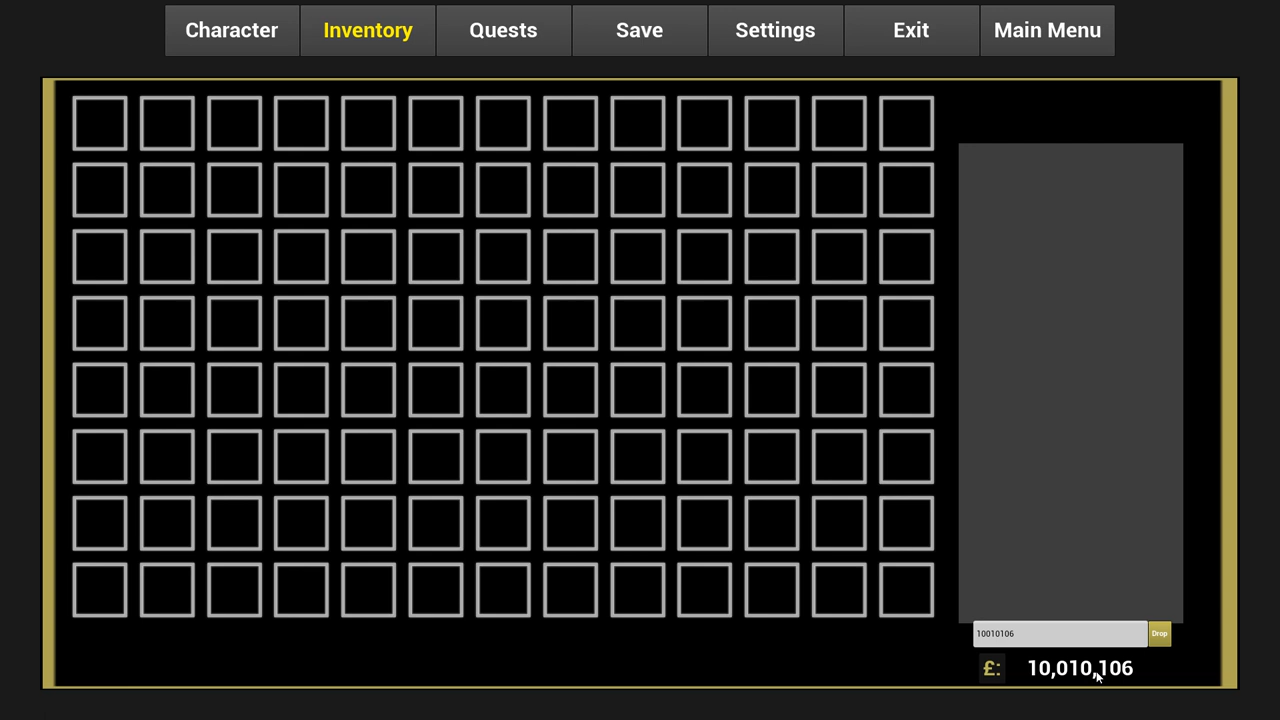 Character Inventory Quests Save Settings Exit Main Menu
10010106 Drop
£: 10,010,106